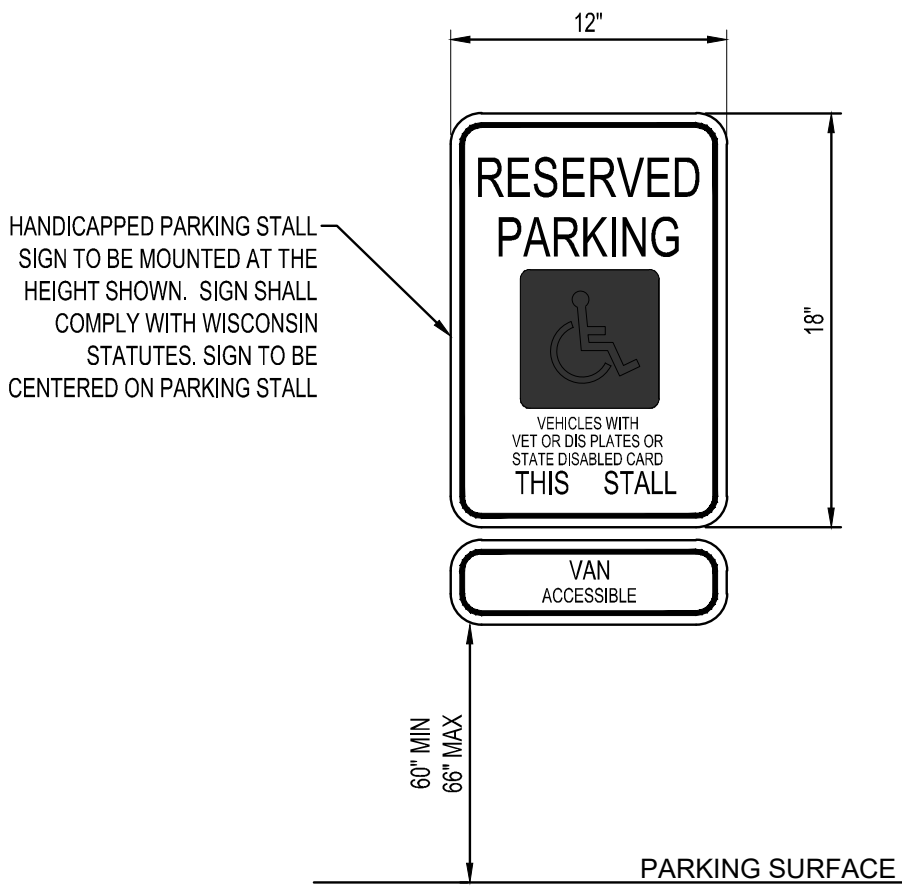 12"
HANDICAPPED PARKING STALL
SIGN TO BE MOUNTED AT THE
HEIGHT SHOWN. SIGN SHALL
COMPLY WITH WISCONSIN
STATUTES. SIGN TO BE
CENTERED ON PARKING STALL
RESERVED
PARKING
VEHICLES WITH
VET OR DIS PLATES OR
STATE DISABLED CARD
THIS STALL
18"
VAN
ACCESSIBLE
60" MIN
66" MAX
PARKING SURFACE